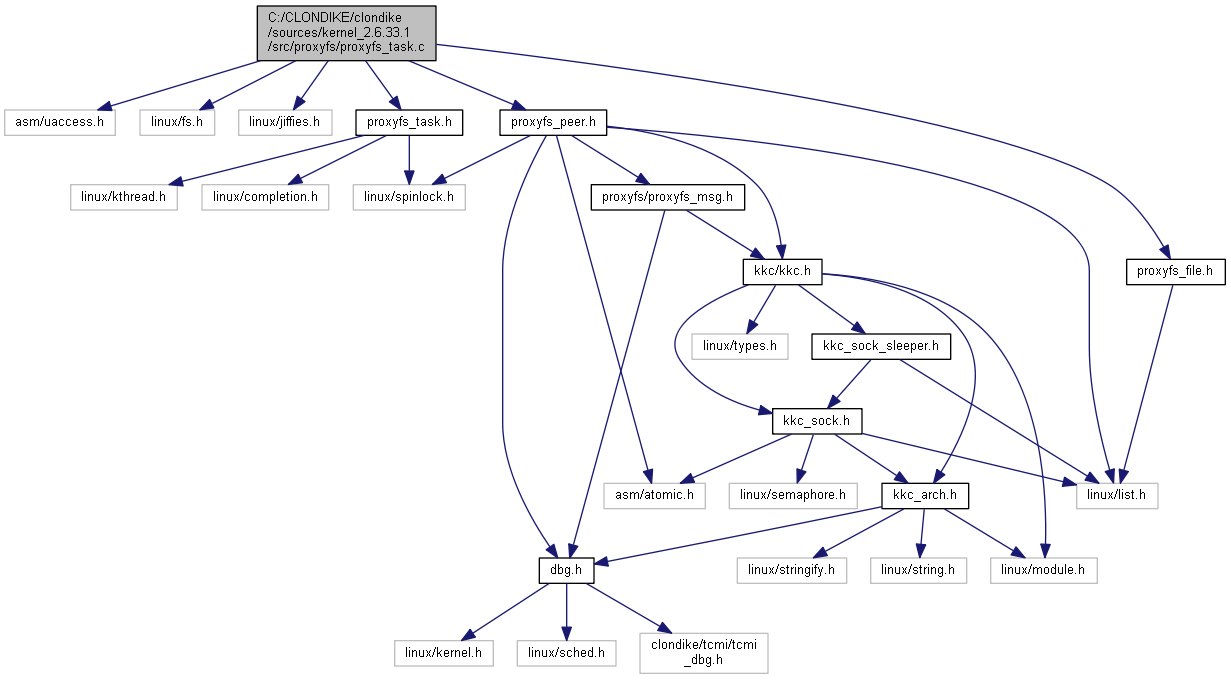 C:/CLONDIKE/clondike
/sources/kernel_2.6.33.1
/src/proxyfs/proxyfs_task.c
asm/uaccess.h
linux/fs.h
linux/jiffies.h
proxyfs_task.h
proxyfs_peer.h
linux/kthread.h
linux/completion.h
linux/spinlock.h
proxyfs/proxyfs_msg.h
kkc/kkc.h
proxyfs_file.h
linux/types.h
kkc_sock_sleeper.h
kkc_sock.h
asm/atomic.h
linux/semaphore.h
kkc_arch.h
linux/list.h
dbg.h
linux/stringify.h
linux/string.h
linux/module.h
linux/kernel.h
linux/sched.h
clondike/tcmi/tcmi
_dbg.h